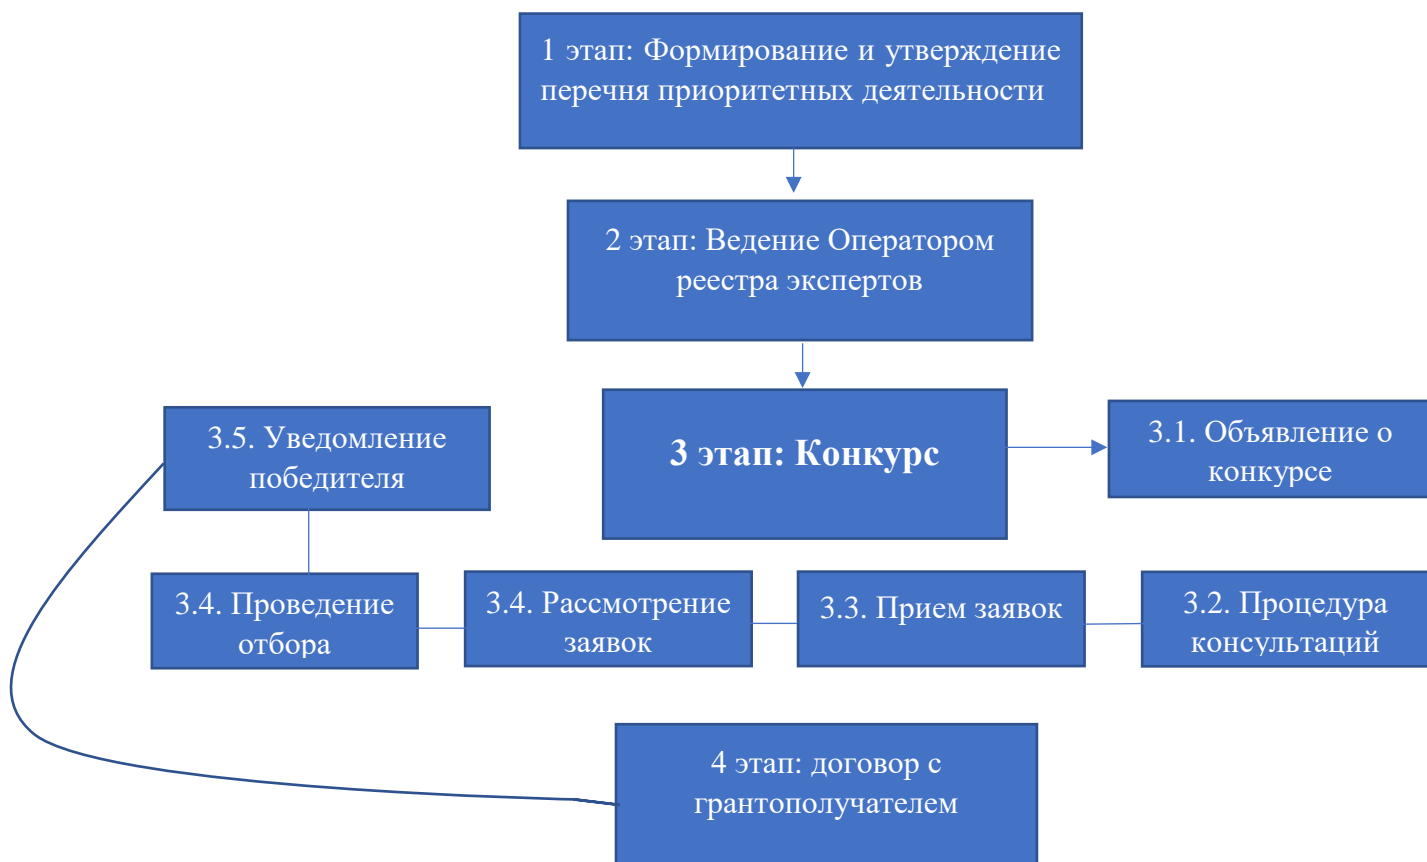 1 этап: Формирование и утверждение
перечня приоритетных деятельности
2 этап: Ведение Оператором
реестра экспертов
3 этап: Конкурс
3.1. Объявление о
конкурсе
3.5. Уведомление
победителя
3.4. Проведение
отбора
3.4. Рассмотрение
заявок
3.3. Прием заявок
3.2. Процедура
консультаций
4 этап: договор с
грантополучателем